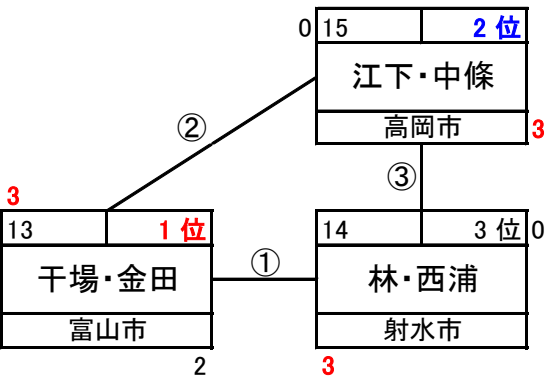 0 15 2 位
江下・中條
高岡市 3
②
③
3
13 1 位
干場・金田
富山市
2
①
14 3 位 0
林・西浦
射水市
3